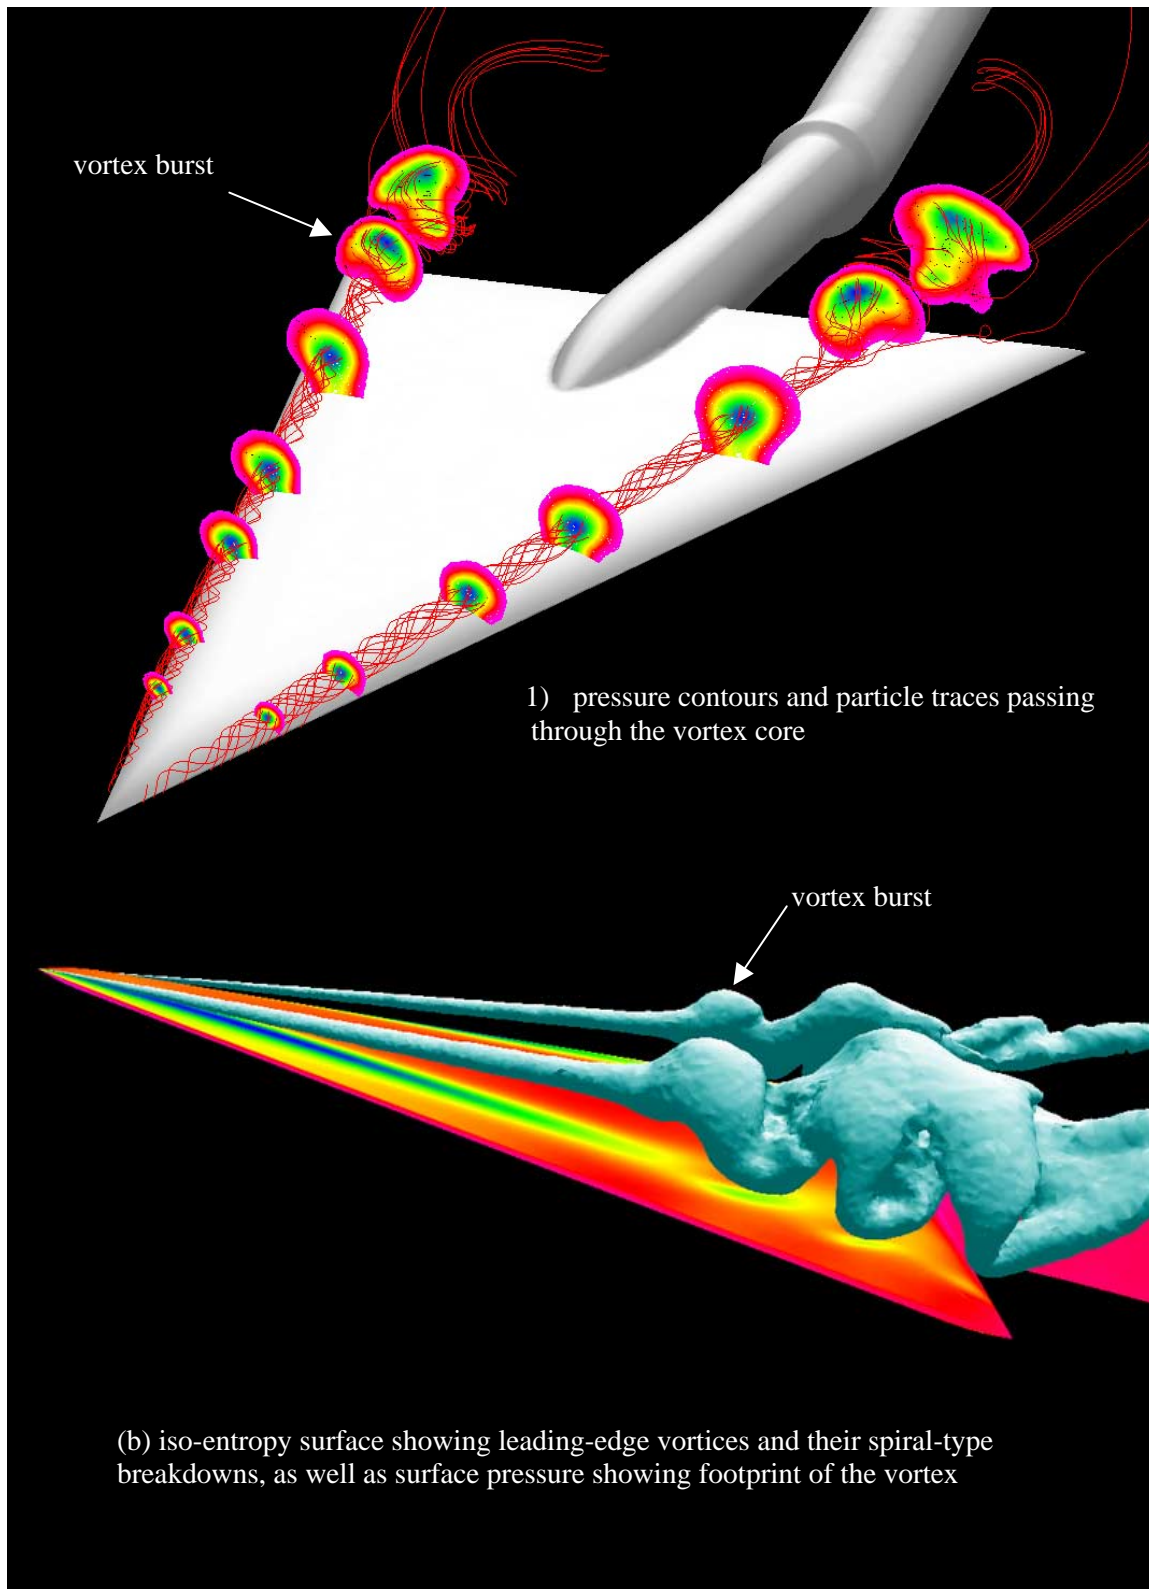 vortex burst
1) pressure contours and particle traces passing
through the vortex core
vortex burst
(b) iso-entropy surface showing leading-edge vortices and their spiral-type
breakdowns, as well as surface pressure showing footprint of the vortex